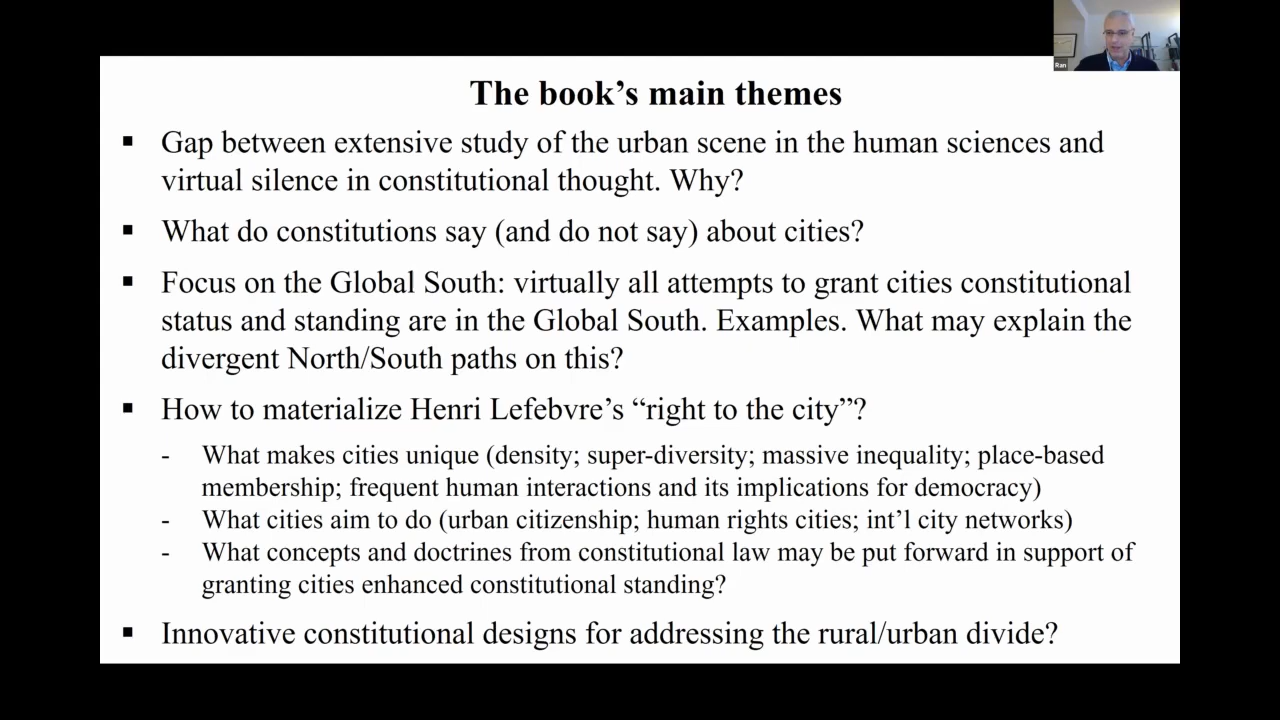 Ran
The book’s main themes
▪ Gap between extensive study of the urban scene in the human sciences and
virtual silence in constitutional thought. Why?
▪ What do constitutions say (and do not say) about cities?
▪ Focus on the Global South: virtually all attempts to grant cities constitutional
status and standing are in the Global South. Examples. What may explain the
divergent North/South paths on this?
▪ How to materialize Henri Lefebvre’s “right to the city”?
- What makes cities unique (density; super-diversity; massive inequality; place-based
membership; frequent human interactions and its implications for democracy)
- What cities aim to do (urban citizenship; human rights cities; int’l city networks)
- What concepts and doctrines from constitutional law may be put forward in support of
granting cities enhanced constitutional standing?
▪ Innovative constitutional designs for addressing the rural/urban divide?